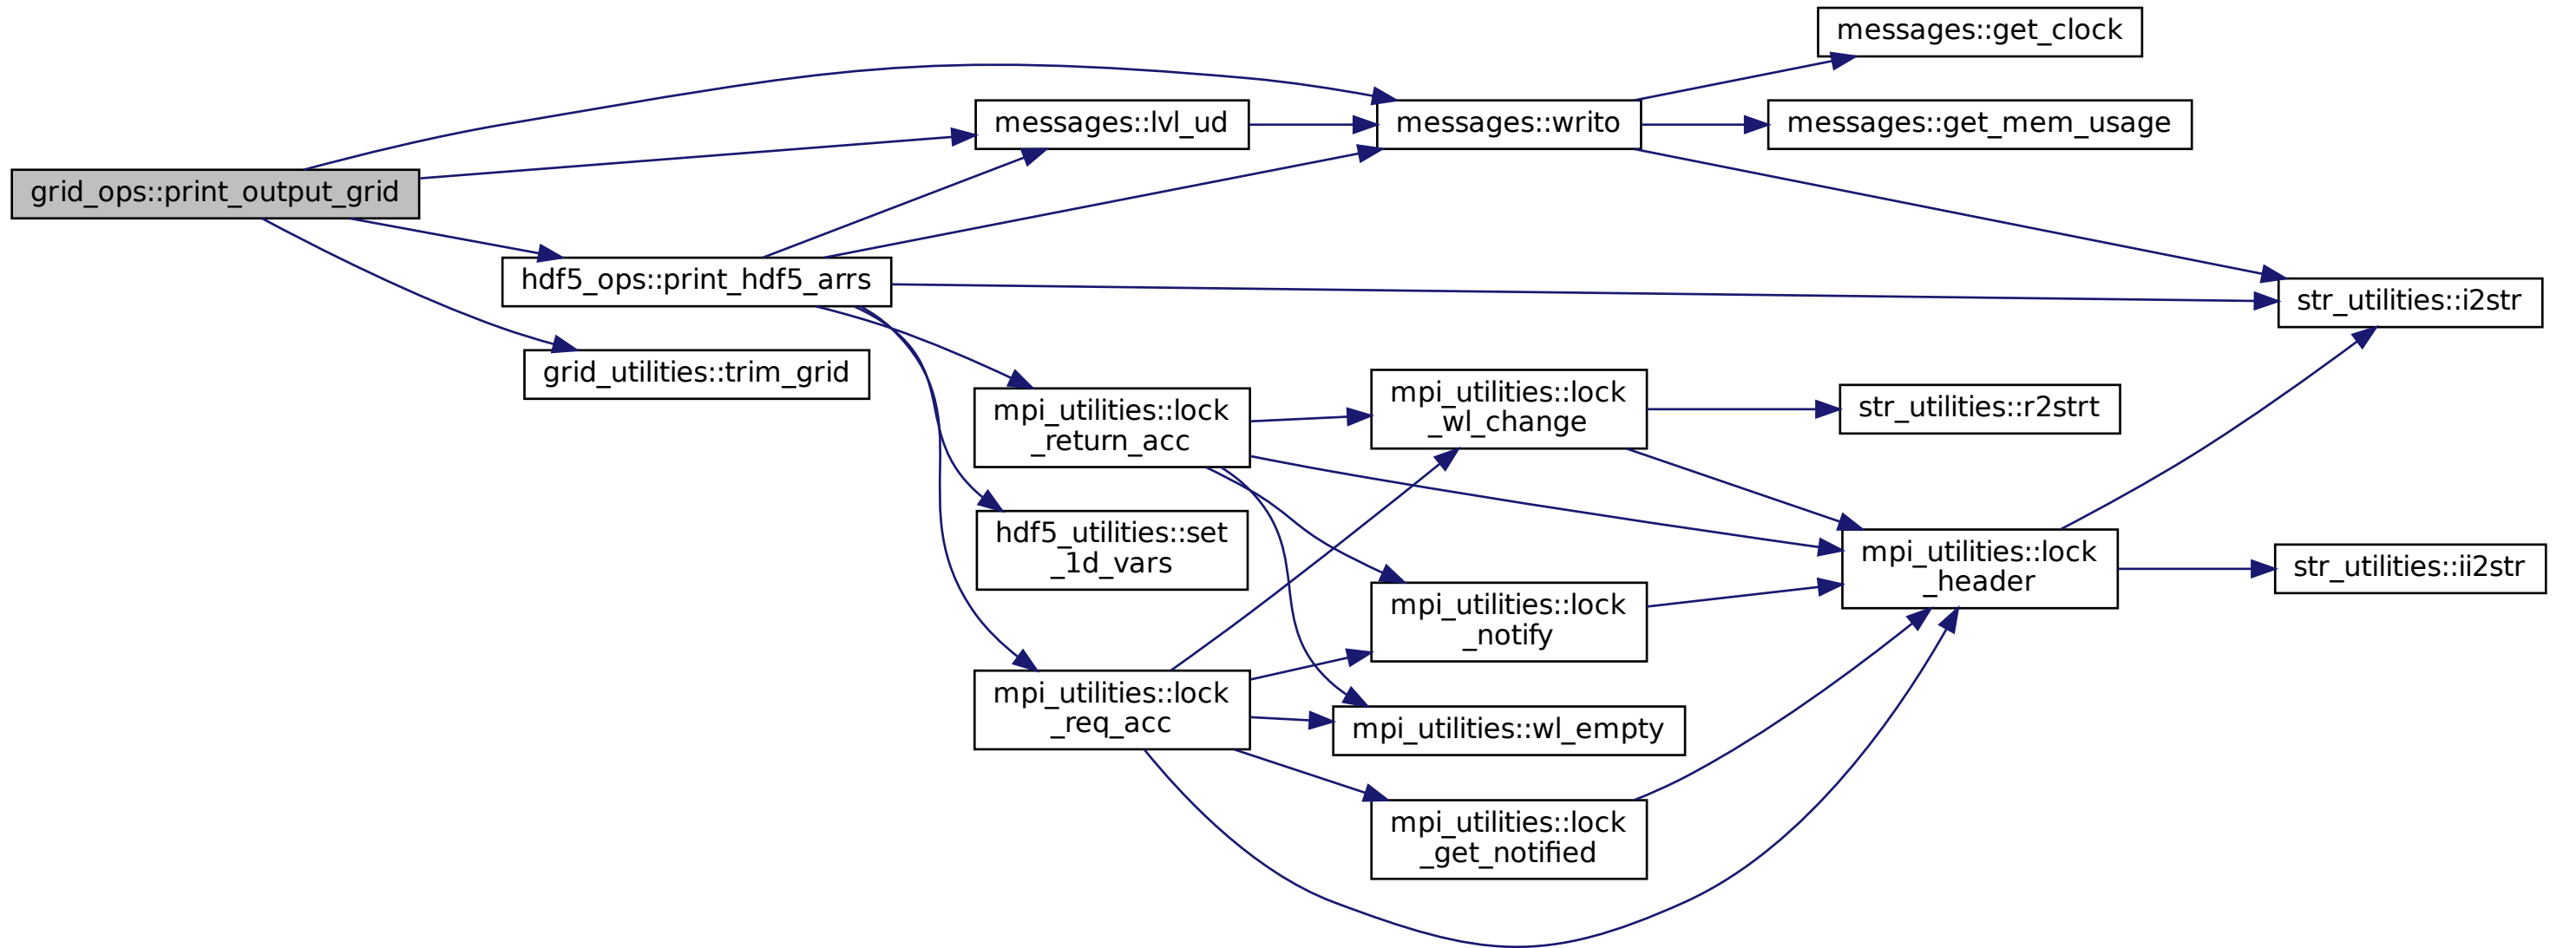 messages::get_clock
messages::lvl_ud
messages::writo
messages::get_mem_usage
grid_ops::print_output_grid
hdf5_ops::print_hdf5_arrs
str_utilities::i2str
grid_utilities::trim_grid
mpi_utilities::lock
_return_acc
mpi_utilities::lock
_wl_change
str_utilities::r2strt
hdf5_utilities::set
_1d_vars
mpi_utilities::lock
_header
str_utilities::ii2str
mpi_utilities::lock
_notify
mpi_utilities::lock
_req_acc
mpi_utilities::wl_empty
mpi_utilities::lock
_get_notified